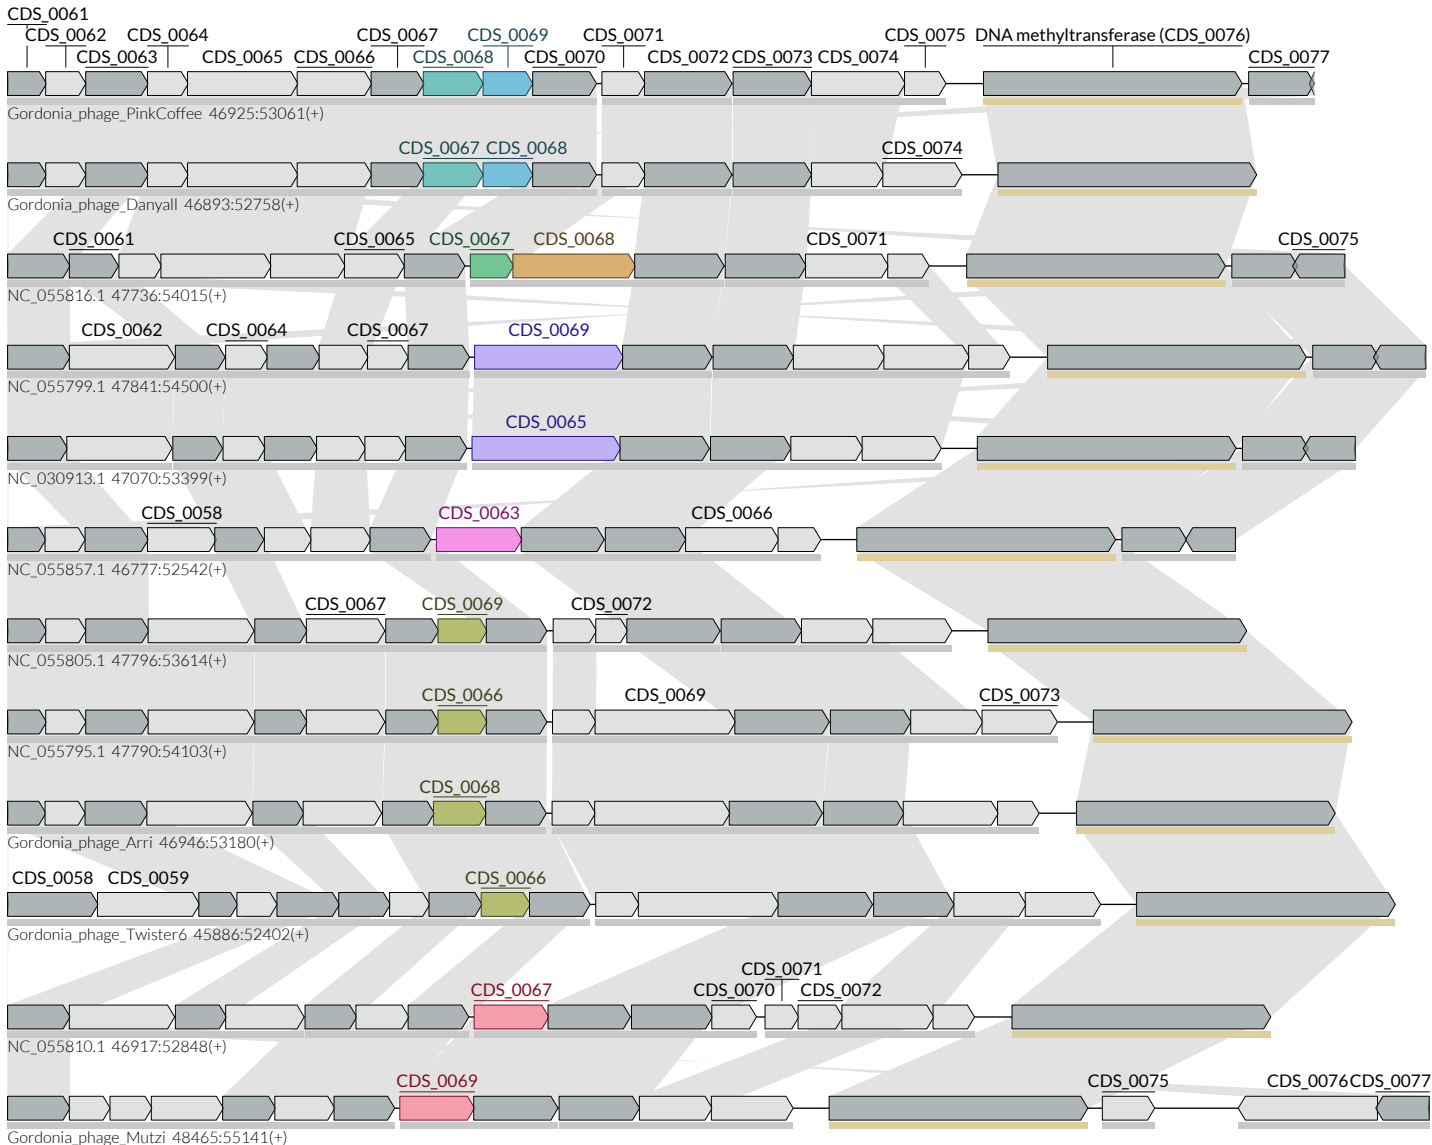 CDS_0061
CDS_0062 CDS_0064 CDS_0067 CDS_0069 CDS_0071 CDS_0075 DNA methyltransferase (CDS_0076)
CDS_0063 CDS_0065 CDS_0066 CDS_0068 CDS_0070 CDS_0072 CDS_0073 CDS_0074 CDS_0077
Gordonia_phage_PinkCoffee 46925:53061(+)
CDS_0067 CDS_0068 CDS_0074
Gordonia_phage_Danyall 46893:52758(+)
CDS_0061 CDS_0065 CDS_0067 CDS_0068 CDS_0071 CDS_0075
NC_055816.1 47736:54015(+)
CDS_0062 CDS_0064 CDS_0067 CDS_0069
NC_055799.1 47841:54500(+)
CDS_0065
NC_030913.1 47070:53399(+)
CDS_0058 CDS_0063 CDS_0066
NC_055857.1 46777:52542(+)
CDS_0067 CDS_0069 CDS_0072
NC_055805.1 47796:53614(+)
CDS_0066 CDS_0069 CDS_0073
NC_055795.1 47790:54103(+)
CDS_0068
Gordonia_phage_Arri 46946:53180(+)
CDS_0058 CDS_0059 CDS_0066
Gordonia_phage_Twister6 45886:52402(+)
CDS_0071
CDS_0067 CDS_0070 CDS_0072
NC_055810.1 46917:52848(+)
CDS_0069 CDS_0075 CDS_0076 CDS_0077
Gordonia_phage_Mutzi 48465:55141(+)